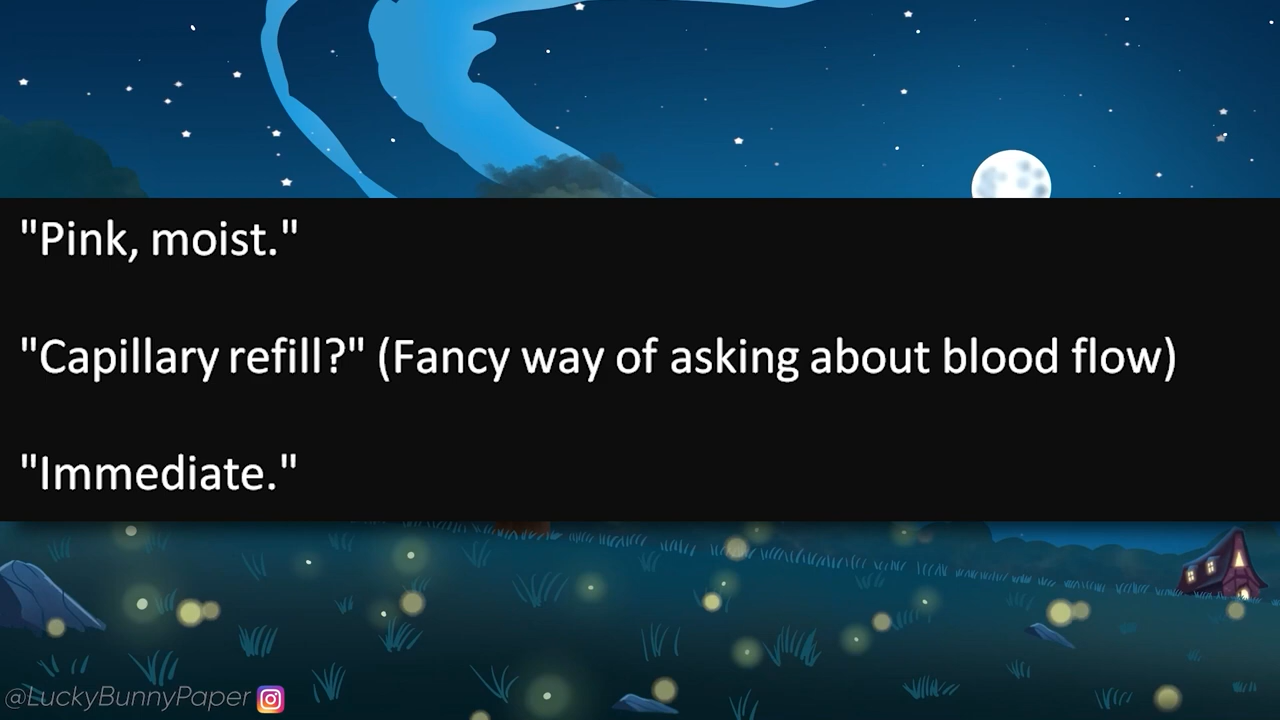 "Pink, moist."
"Capillary refill?" (Fancy way of asking about blood flow)
"Immediate."
@LuckyBunnyPaper